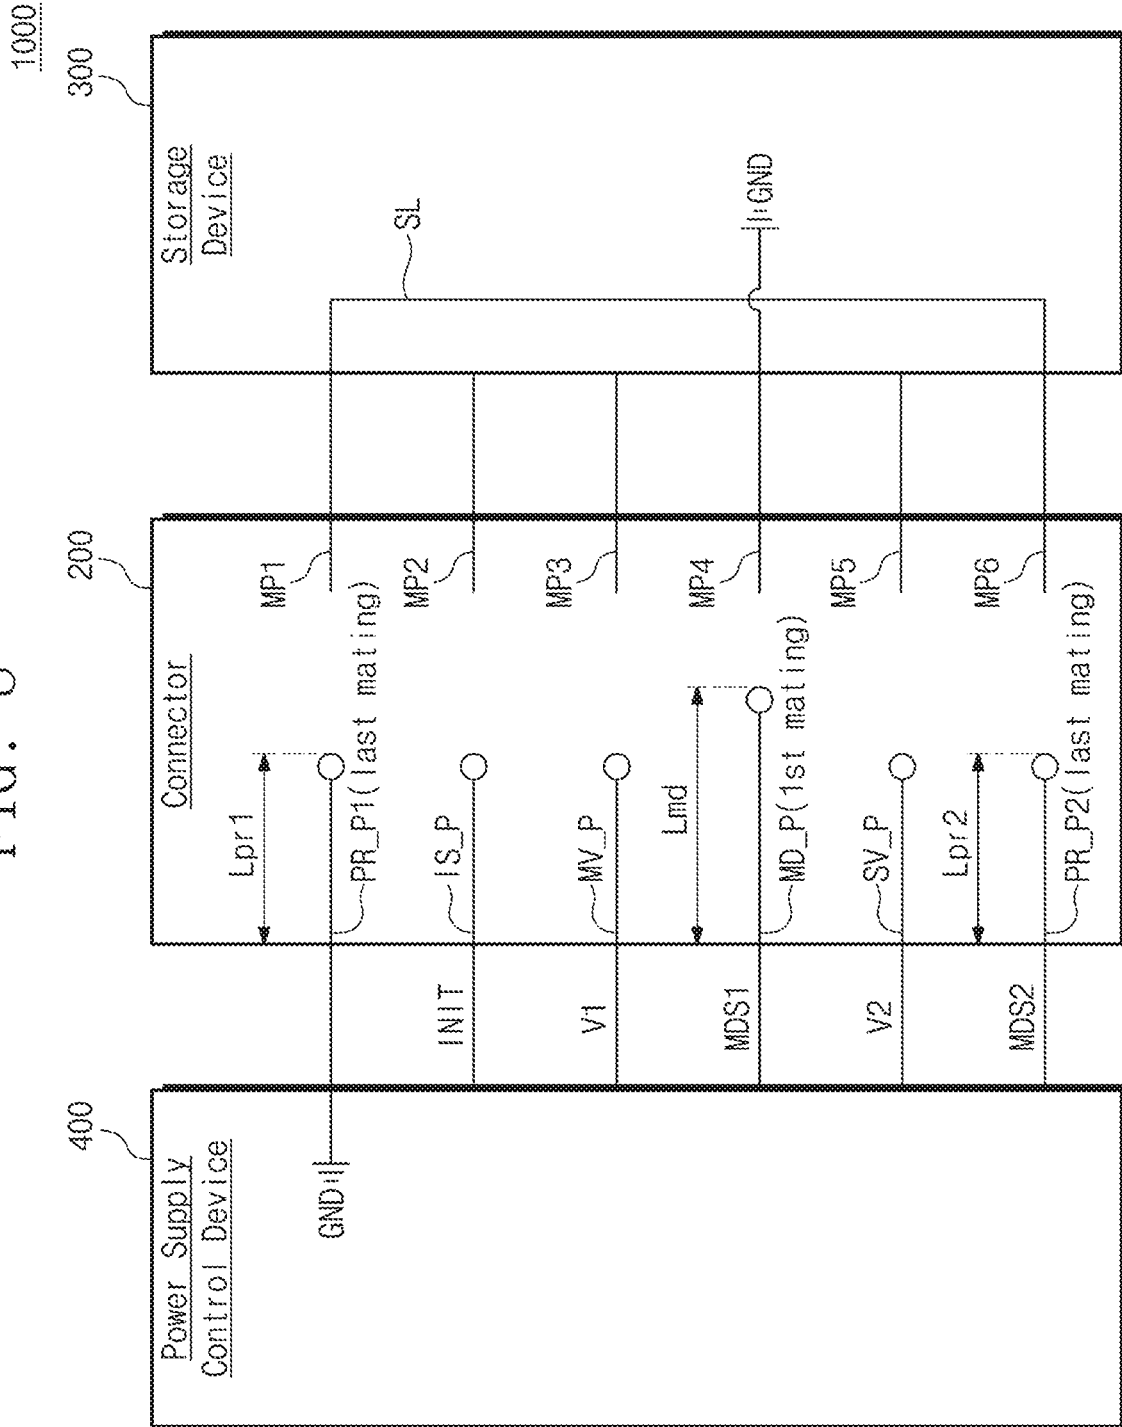 FIG.
1000
400
Power Supply
Control Device
GND
200
Connector
Lpr1
PR_P1(last mating)
MP1
INIT
IS_P
MP2
V1
MV_P
MP3
Lmd
MDS1
MD_P(1st mating)
MP4
V2
SV_P
MP5
Lpr2
MDS2
PR_P2(last mating)
MP6
300
Storage
Device
SL
GND